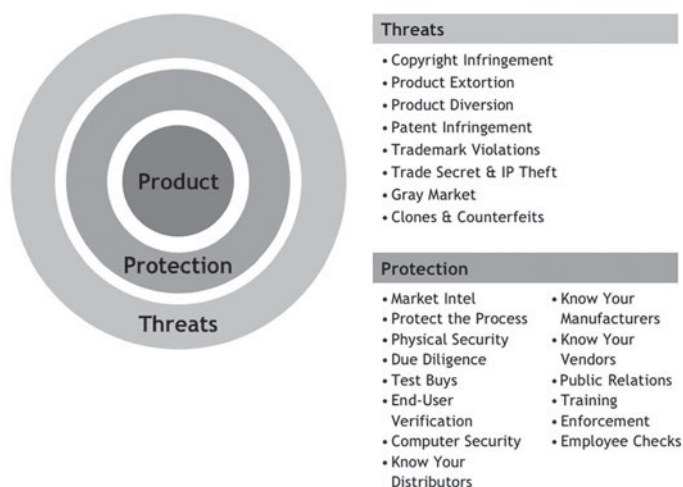 Product
Protection
Threats
Threats
• Copyright Infringement
• Product Extortion
• Product Diversion
• Patent Infringement
• Trademark Violations
• Trade Secret & IP Theft
• Gray Market
• Clones & Counterfeits
Protection
• Market Intel
• Protect the Process
• Physical Security
• Due Diligence
• Test Buys
• End-User
Verification
• Computer Security
• Know Your
Distributors
• Know Your
Manufacturers
• Know Your
Vendors
• Public Relations
• Training
• Enforcement
• Employee Checks